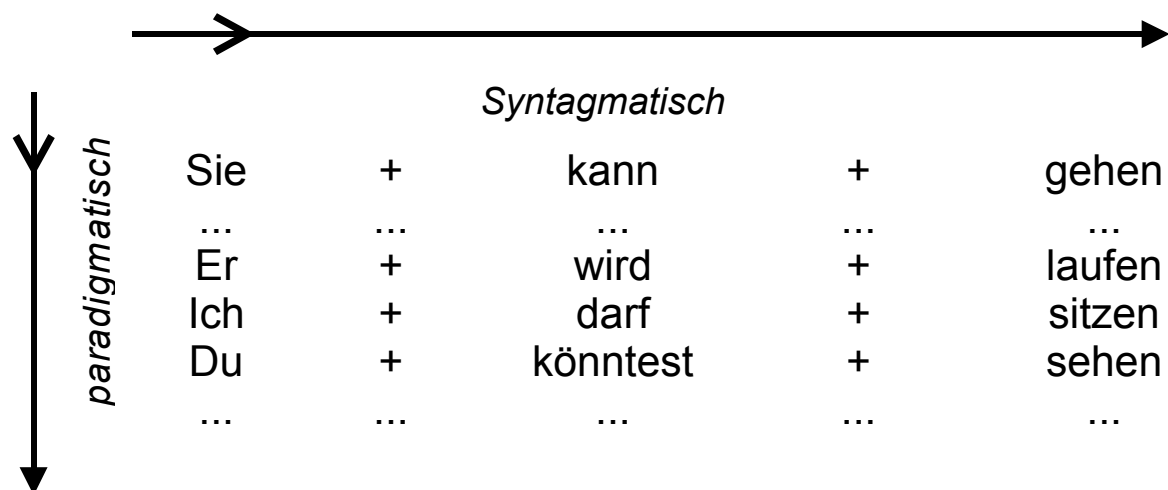 Syntagmatisch
paradigmatisch
Sie + kann + gehen
... ... ... ... ...
Er + wird + laufen
Ich + darf + sitzen
Du + könntest + sehen
... ... ... ... ...